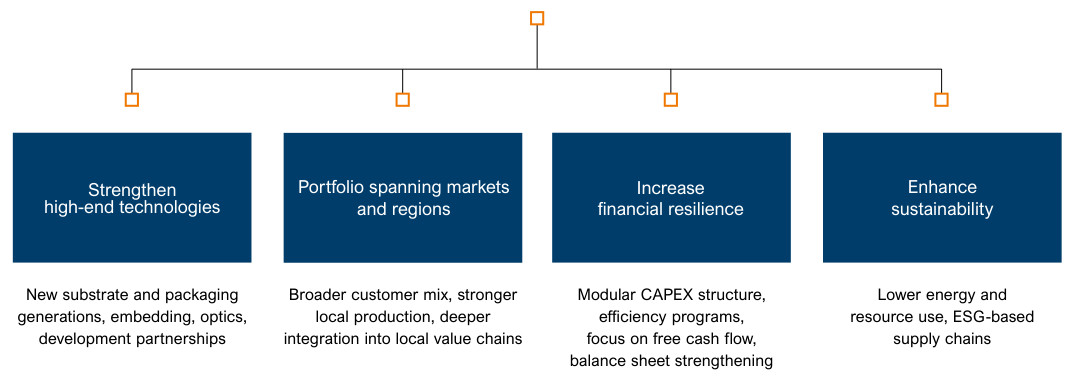 Strengthen
high-end technologies
New substrate and packaging
generations, embedding, optics,
development partnerships
Portfolio spanning markets
and regions
Broader customer mix, stronger
local production, deeper
integration into local value chains
Increase
financial resilience
Modular CAPEX structure,
efficiency programs,
focus on free cash flow,
balance sheet strengthening
Enhance
sustainability
Lower energy and
resource use, ESG-based
supply chains